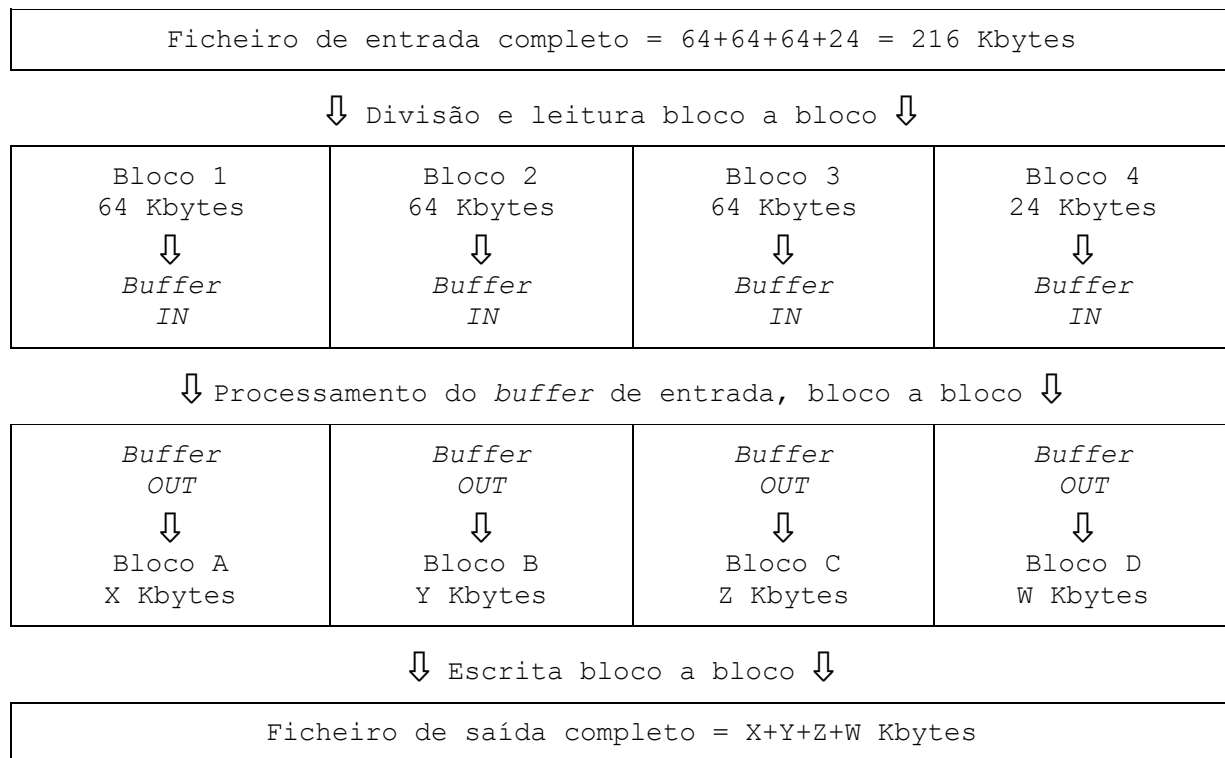 Ficheiro de entrada completo = 64+64+64+24 = 216 Kbytes
⇩ Divisão e leitura bloco a bloco ⇩
Bloco 1
64 Kbytes
⇩
Buffer
IN
Bloco 2
64 Kbytes
⇩
Buffer
IN
Bloco 3
64 Kbytes
⇩
Buffer
IN
Bloco 4
24 Kbytes
⇩
Buffer
IN
⇩ Processamento do buffer de entrada, bloco a bloco ⇩
Buffer
OUT
⇩
Bloco A
X Kbytes
Buffer
OUT
⇩
Bloco B
Y Kbytes
Buffer
OUT
⇩
Bloco C
Z Kbytes
Buffer
OUT
⇩
Bloco D
W Kbytes
⇩ Escrita bloco a bloco ⇩
Ficheiro de saída completo = X+Y+Z+W Kbytes